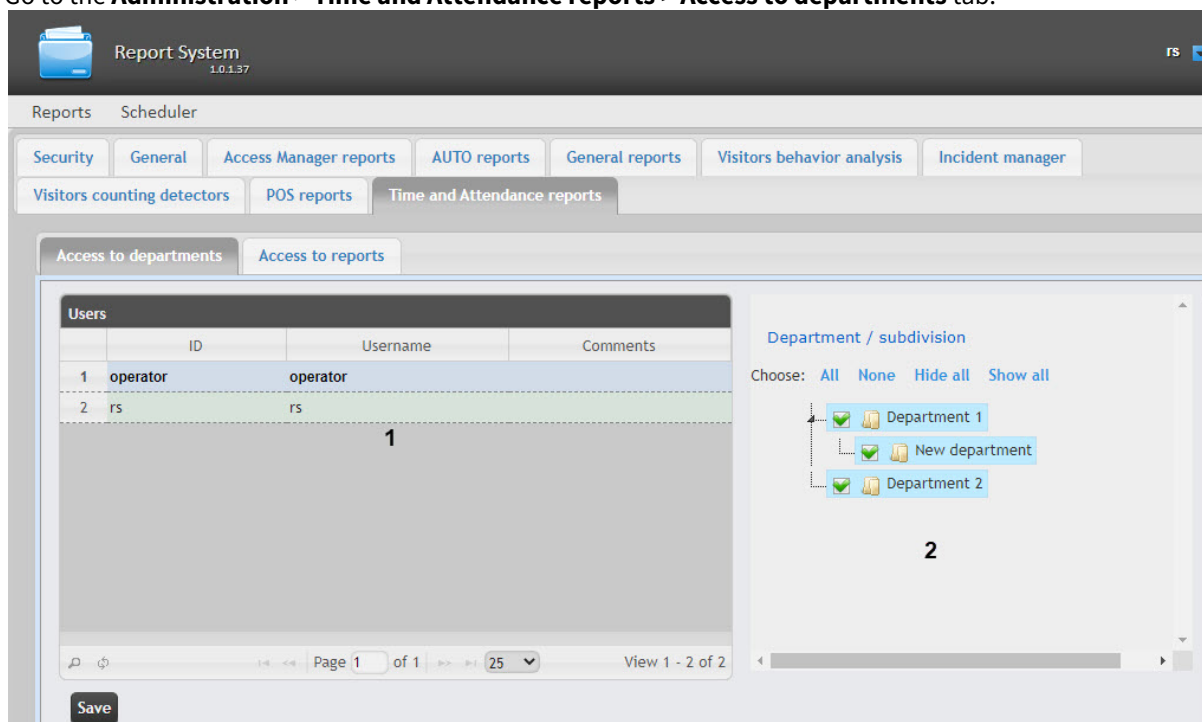 Go to the Administration > Time and Attendance reports > Access to departments tab.
Report System
1.0.1.37
rs
Reports Scheduler
Security General Access Manager reports AUTO reports General reports Visitors behavior analysis Incident manager
Visitors counting detectors POS reports Time and Attendance reports
Access to departments Access to reports
Users
ID Username Comments
1 operator operator
2 rs rs
1
Page 1 of 1 25 View 1 - 2 of 2
Save
Department / subdivision
Choose: All None Hide all Show all
Department 1
New department
Department 2
2